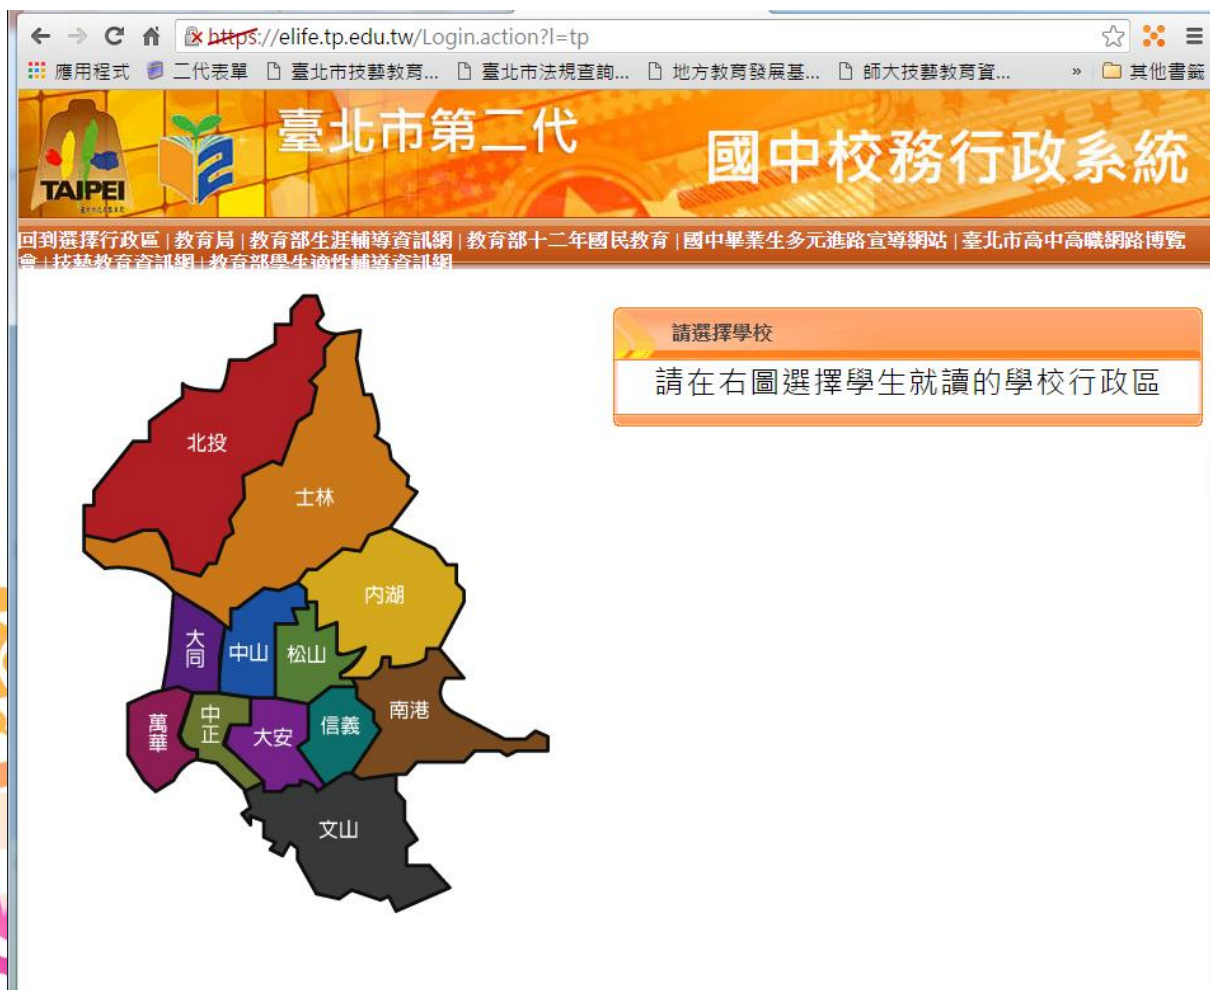 https://elife.tp.edu.tw/Login.action?l=tp
應用程式 二代表單 臺北市技藝教育... 臺北市法規查詢... 地方教育發展基... 師大技藝教育資... » 其他書籤
臺北市第二代
國中校務行政系統
TAIPEI
回到選擇行政區 | 教育局 | 教育部生涯輔導資訊網 | 教育部十二年國民教育 | 國中畢業生多元進路宣導網站 | 臺北市高中高職網路博覽
會 | 技藝教育資訊網 | 教育部學生適性輔導資訊網
請選擇學校
請在右圖選擇學生就讀的學校行政區
北投
士林
內湖
大同
中山
松山
萬華
中正
大安
信義
南港
文山